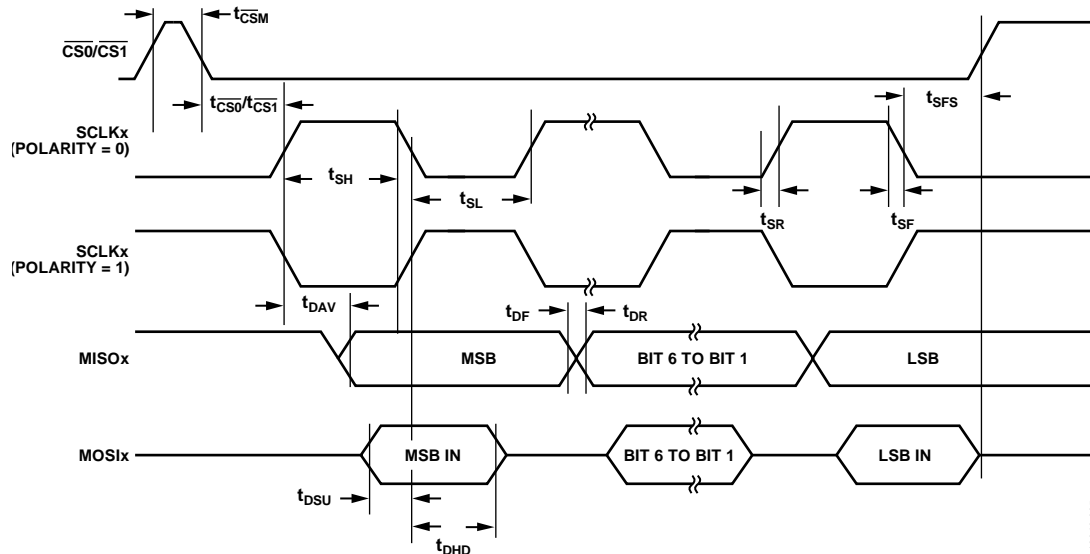 tCSM
CS0/CS1
tCS0/tCS1
tSFS
SCLKx
(POLARITY = 0)
tSH
tSL
tSR
tSF
SCLKx
(POLARITY = 1)
tDAV
tDF
tDR
MISOx
MSB
BIT 6 TO BIT 1
LSB
MOSIx
MSB IN
BIT 6 TO BIT 1
LSB IN
tDSU
tDHD